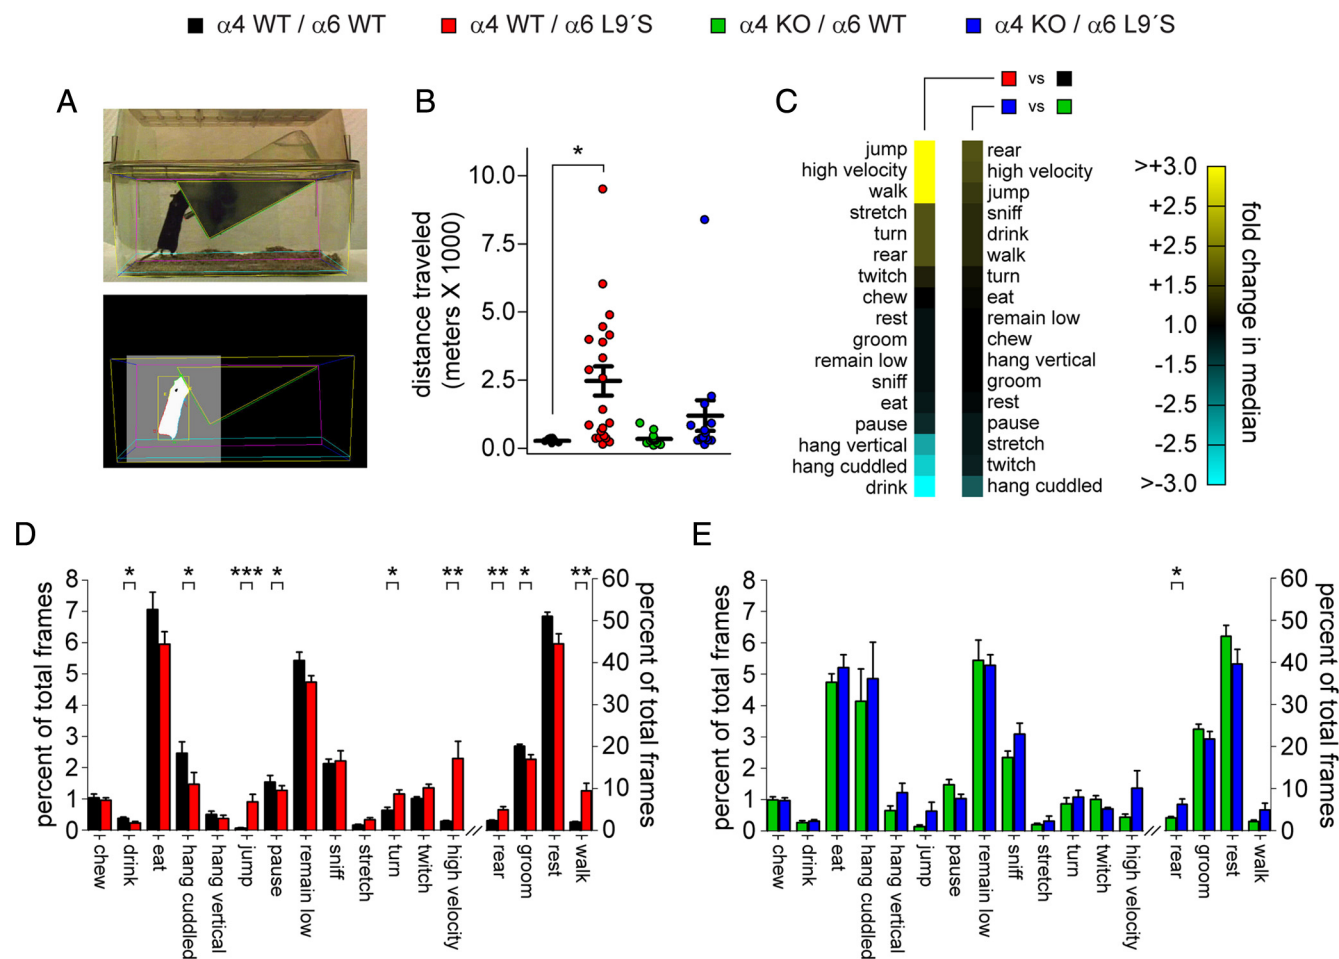 α4 WT / α6 WT
α4 WT / α6 L9´S
α4 KO / α6 WT
α4 KO / α6 L9´S
A
B
distance traveled
(meters X 1000)
10.0
7.5
5.0
2.5
0.0
*
C
vs
vs
jump
high velocity
walk
stretch
turn
rear
twitch
chew
rest
groom
remain low
sniff
eat
pause
hang vertical
hang cuddled
drink
rear
high velocity
jump
sniff
drink
walk
turn
eat
remain low
chew
hang vertical
groom
rest
pause
stretch
twitch
hang cuddled
>+3.0
+2.5
+2.5
+1.5
1.0
-1.5
-2.5
-2.5
>-3.0
fold change in median
D
percent of total frames
8
7
6
5
4
3
2
1
0
* * *** * * ** ** * **
60
50
40
30
20
10
0
percent of total frames
chew
drink
eat
hang cuddled
hang vertical
jump
pause
remain low
sniff
stretch
turn
twitch
high velocity
//
rear
groom
rest
walk
E
percent of total frames
8
7
6
5
4
3
2
1
0
*
60
50
40
30
20
10
0
percent of total frames
chew
drink
eat
hang cuddled
hang vertical
jump
pause
remain low
sniff
stretch
turn
twitch
high velocity
//
rear
groom
rest
walk